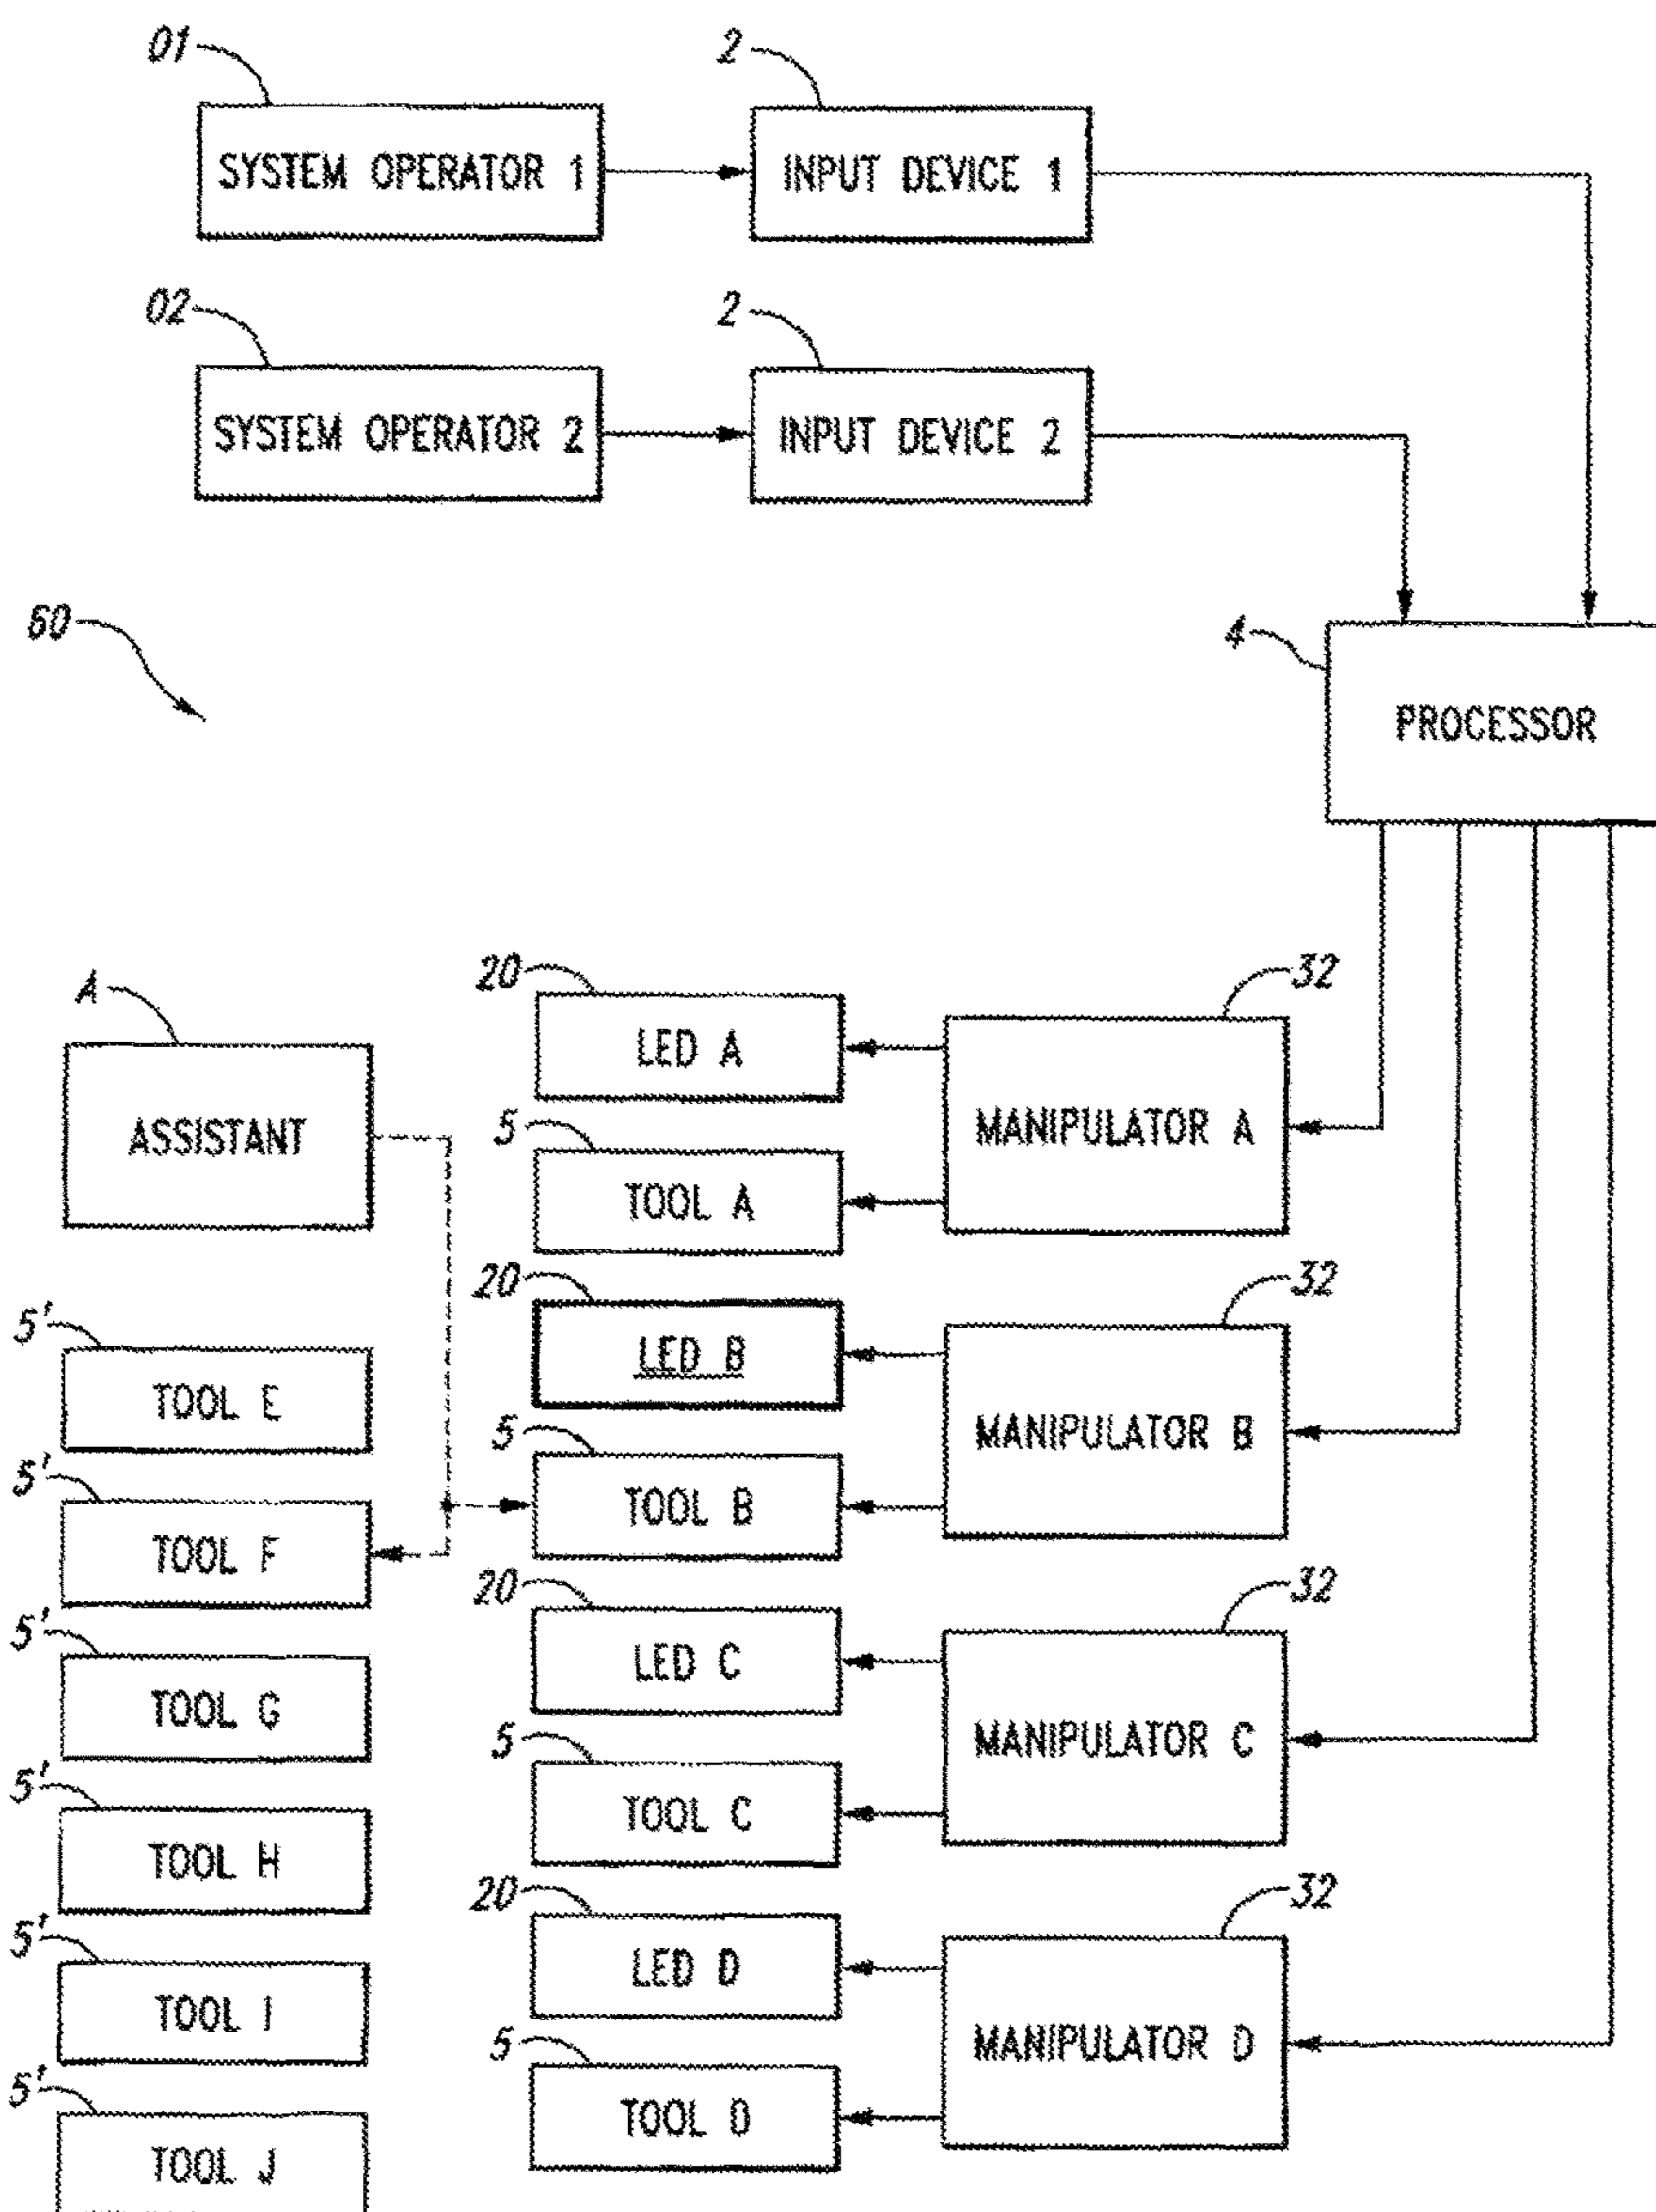 01
2
SYSTEM OPERATOR 1
INPUT DEVICE 1
02
2
SYSTEM OPERATOR 2
INPUT DEVICE 2
60
4
PROCESSOR
A
ASSISTANT
20
LED A
32
MANIPULATOR A
5
TOOL A
20
LED B
32
MANIPULATOR B
5
TOOL B
20
LED C
32
MANIPULATOR C
5
TOOL C
20
LED D
32
MANIPULATOR D
5
TOOL D
5'
TOOL E
5'
TOOL F
5'
TOOL G
5'
TOOL H
5'
TOOL I
5'
TOOL J